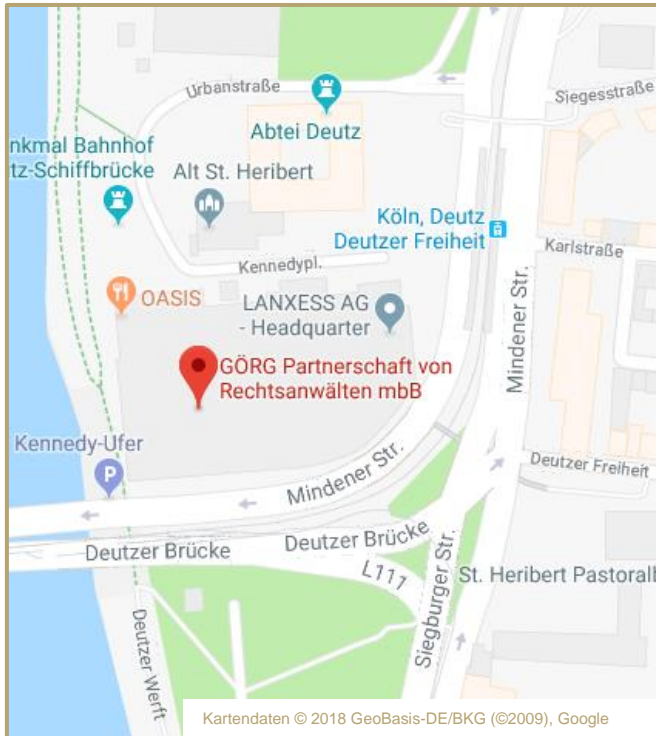 Urbanstraße
Siegesstraße
Abtei Deutz
nkmal Bahnhof
tz-Schiffbrücke
Alt St. Heribert
Köln, Deutz
Deutzer Freiheit
Karlstraße
Kennedypl.
OASIS
LANXESS AG
- Headquarter
Mindener Str.
GÖRG Partnerschaft von
Rechtsanwälten mbB
Kennedy-Ufer
P
Mindener Str.
Deutzer Freiheit
Deutzer Brücke
Deutzer Brücke
L111
Siegburger Str.
St. Heribert Pastoralb
Deutzer Werft
Kartendaten © 2018 GeoBasis-DE/BKG (©2009), Google